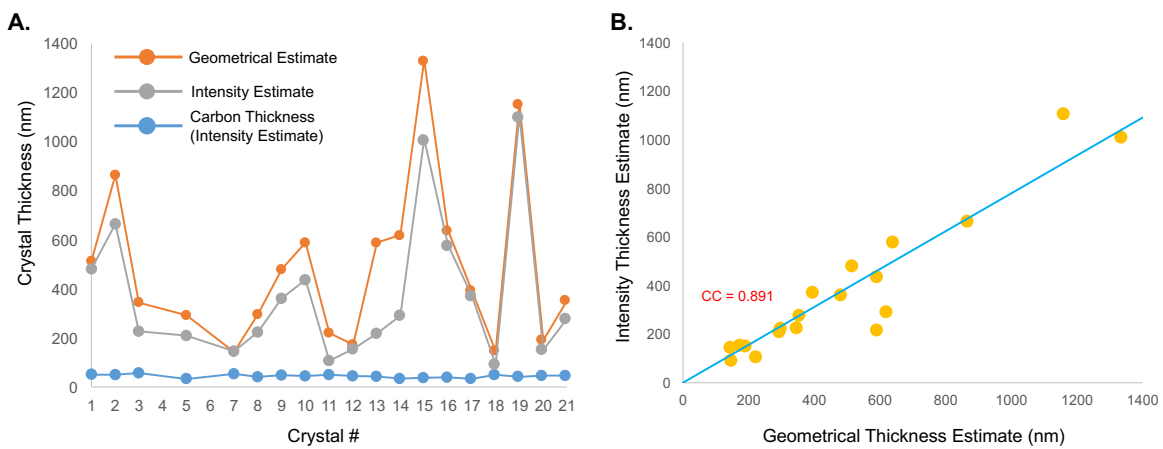 A.
Crystal Thickness (nm)
1400
1200
1000
800
600
400
200
0
Geometrical Estimate
Intensity Estimate
Carbon Thickness
(Intensity Estimate)
1 2 3 4 5 6 7 8 9 10 11 12 13 14 15 16 17 18 19 20 21
Crystal #
B.
Intensity Thickness Estimate (nm)
1400
1200
1000
800
600
400
200
0
CC = 0.891
0 200 400 600 800 1000 1200 1400
Geometrical Thickness Estimate (nm)